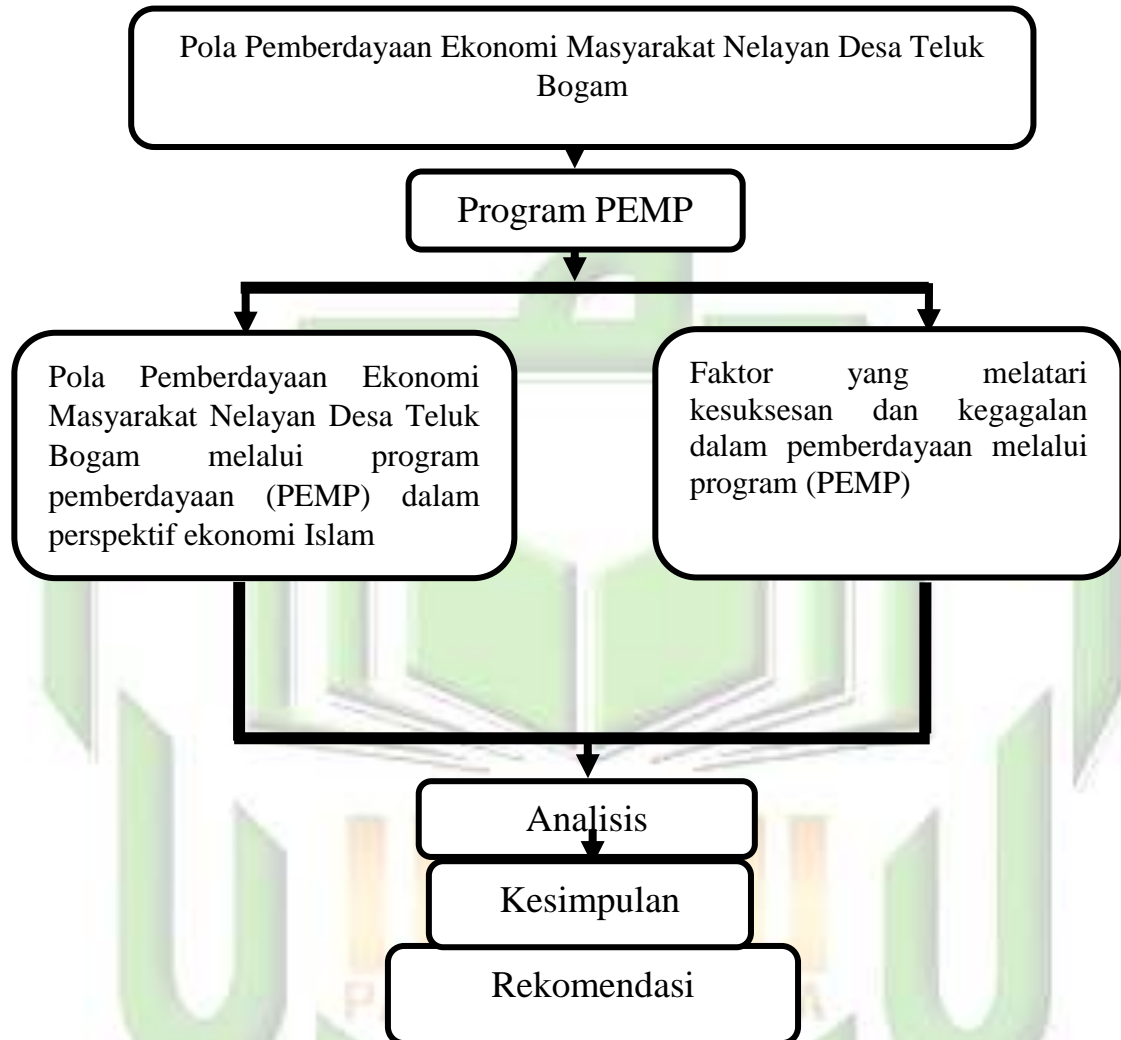 Pola Pemberdayaan Ekonomi Masyarakat Nelayan Desa Teluk
Bogam
Program PEMP
Pola Pemberdayaan Ekonomi
Masyarakat Nelayan Desa Teluk
Bogam melalui program
pemberdayaan (PEMP) dalam
perspektif ekonomi Islam
Faktor yang melatari
kesuksesan dan kegagalan
dalam pemberdayaan melalui
program (PEMP)
Analisis
Kesimpulan
Rekomendasi